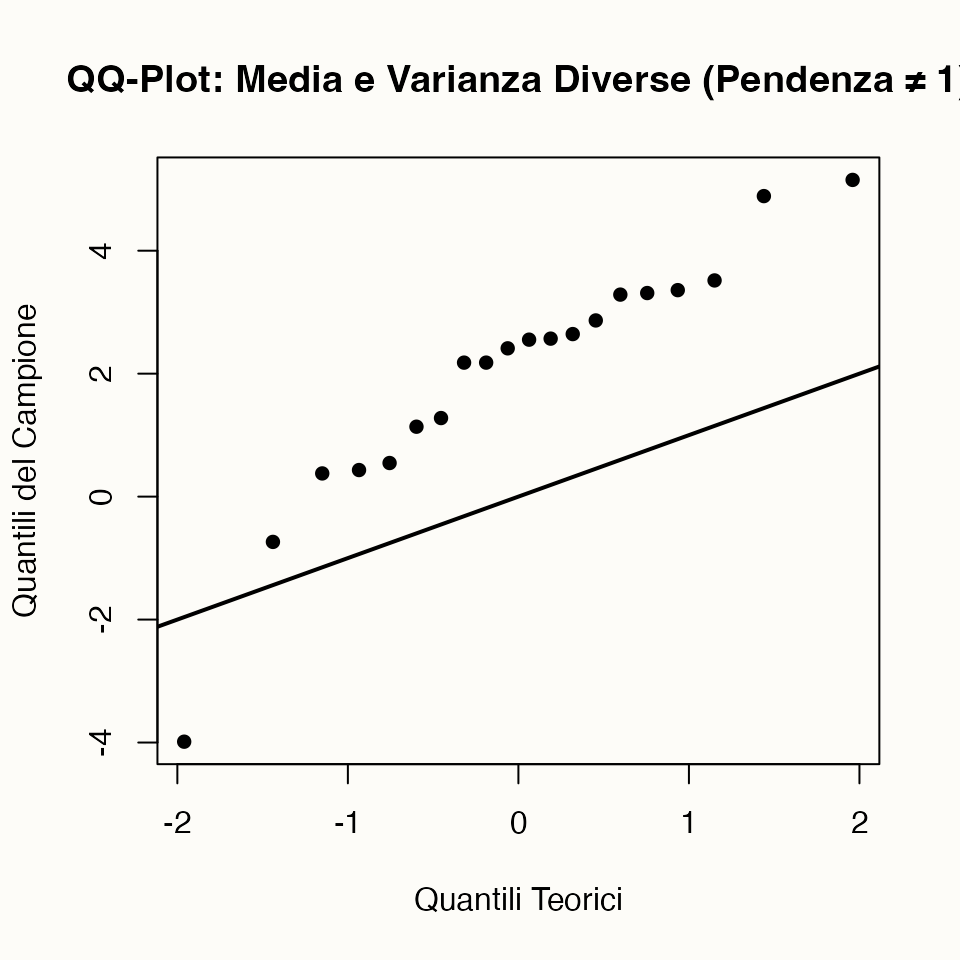 QQ-Plot: Media e Varianza Diverse (Pendenza ≠ 1)
Quantili del Campione
4
2
0
-2
-4
-2 -1 0 1 2
Quantili Teorici